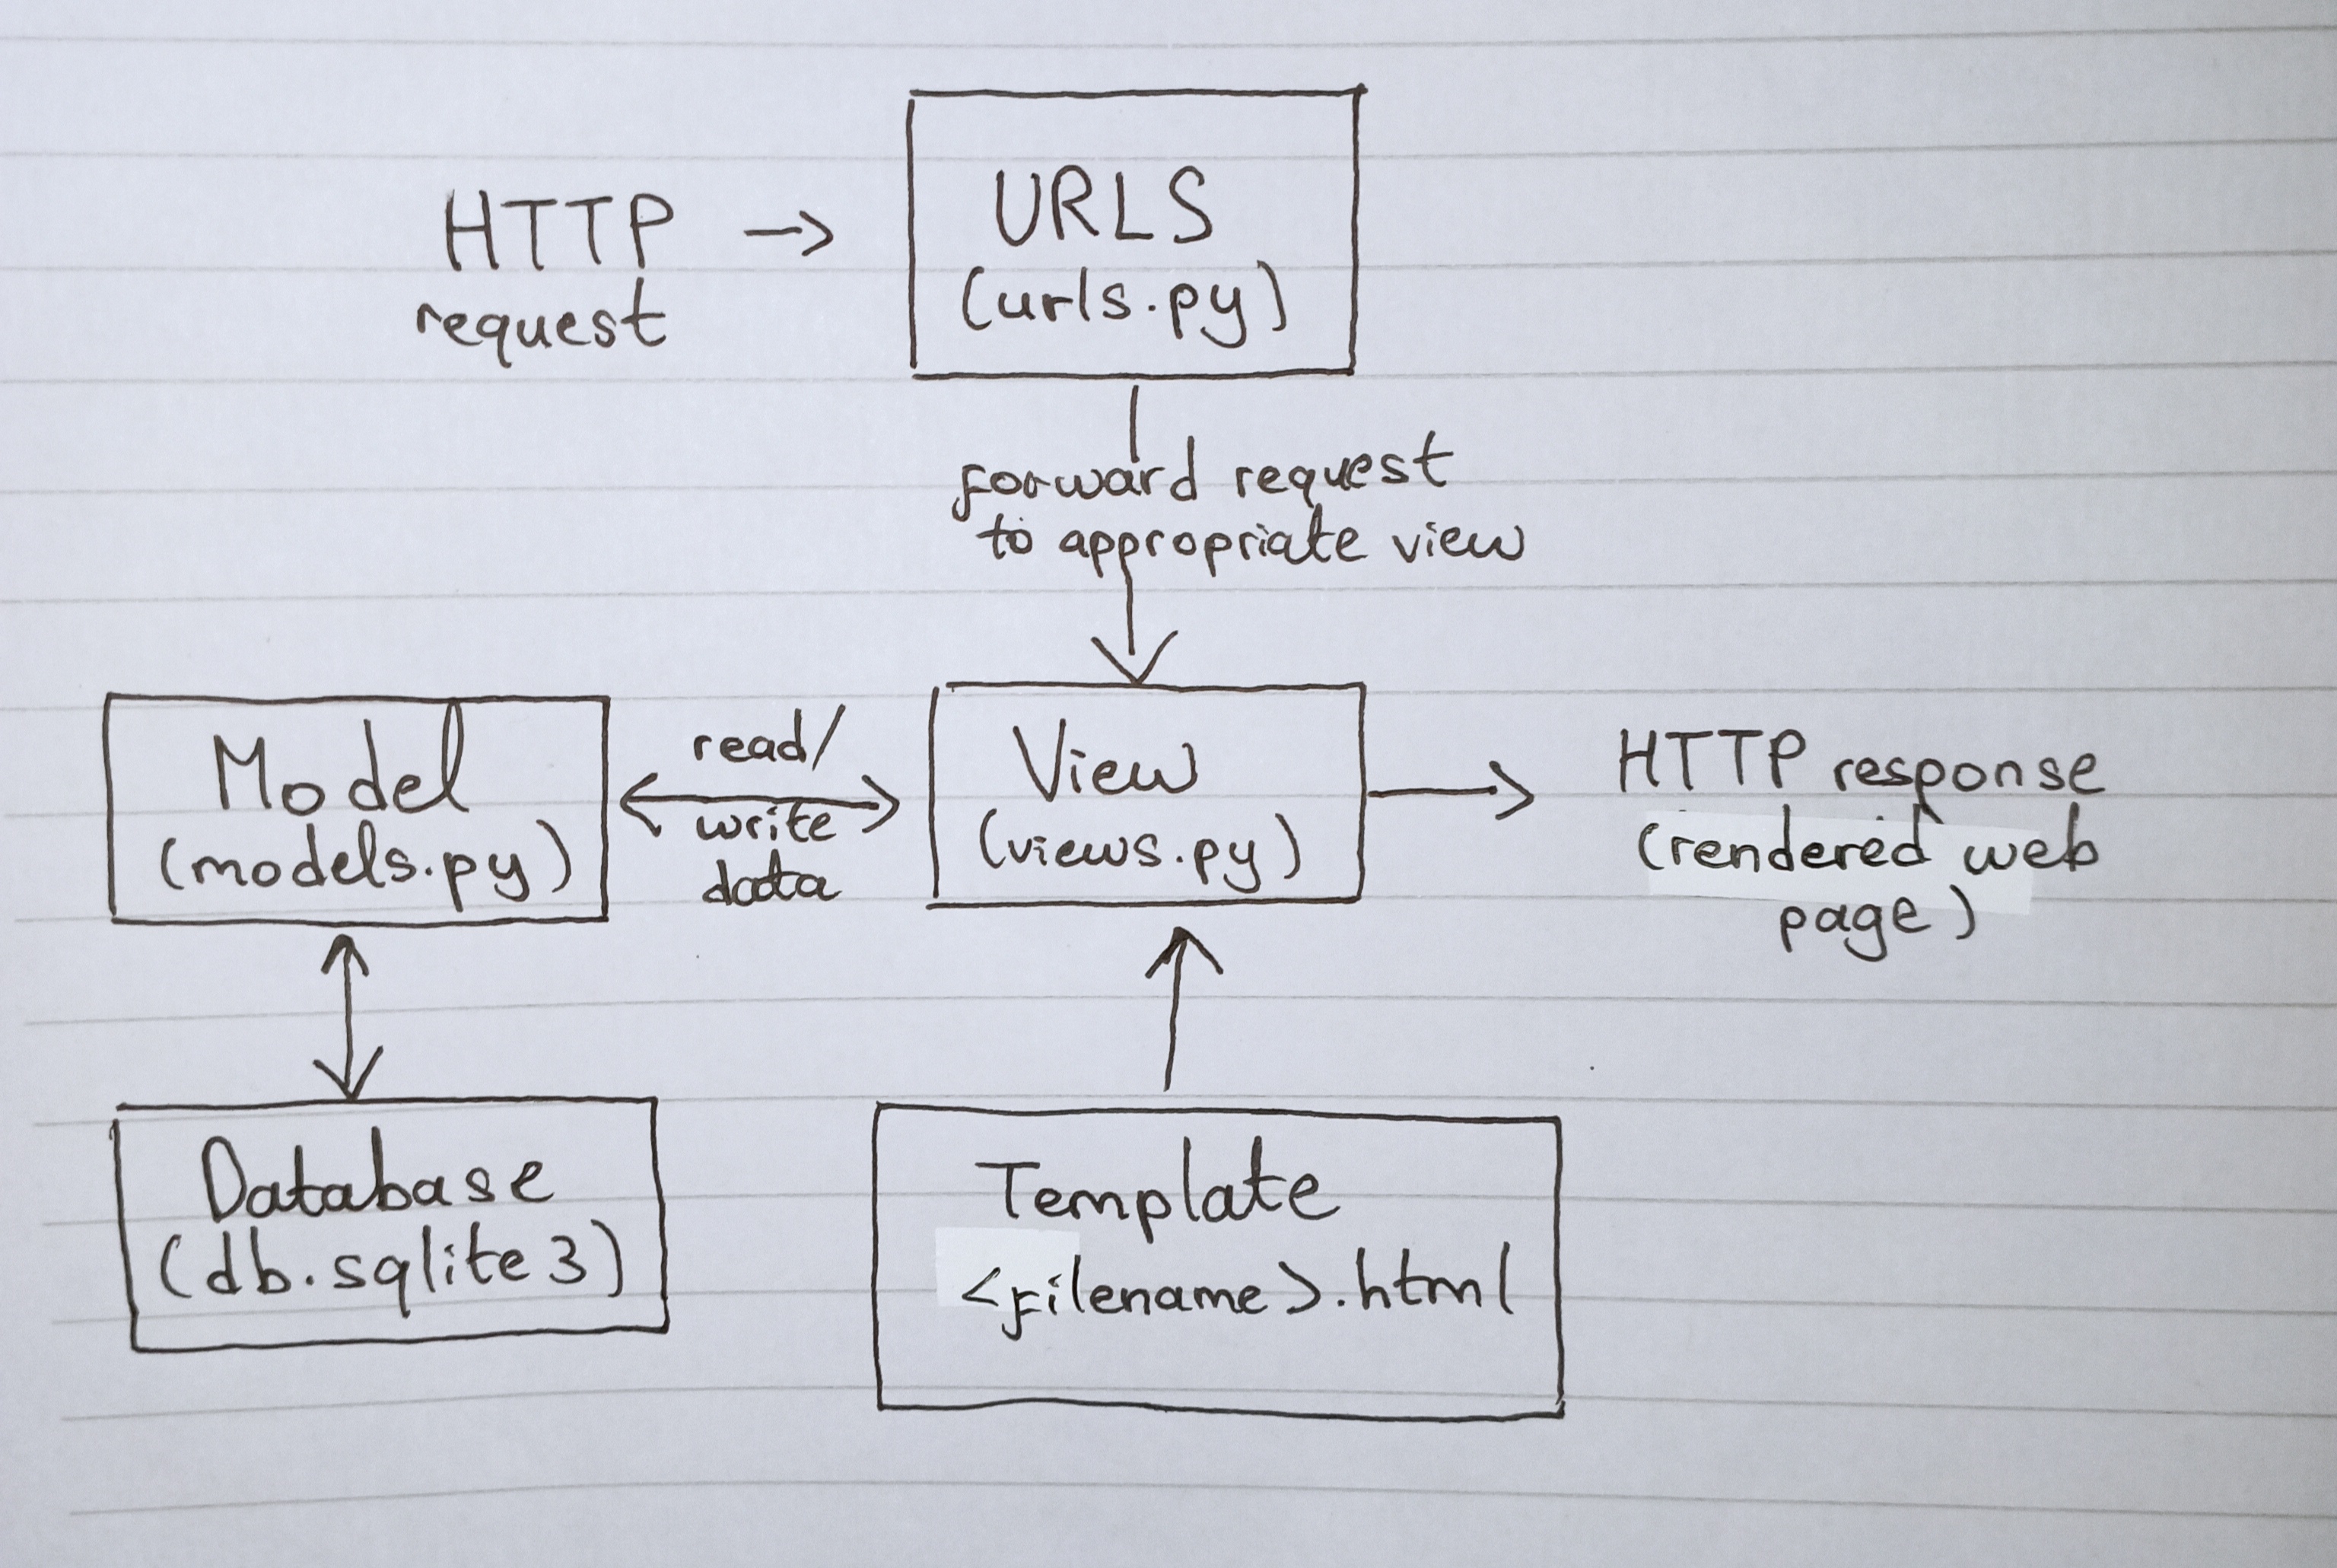 HTTP
request
URLS
(urls.py)
forward request
to appropriate view
Model
(models.py)
read/
write
data
View
(views.py)
HTTP response
(rendered web
page)
Database
(db.sqlite3)
Template
<filename>.html